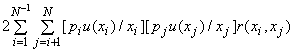 2∑_{i=1}^{N-1}∑_{j=i+1}^{N}[p_i u(x_i)/x_i][p_j u(x_j)/x_j]r(x_i,x_j)